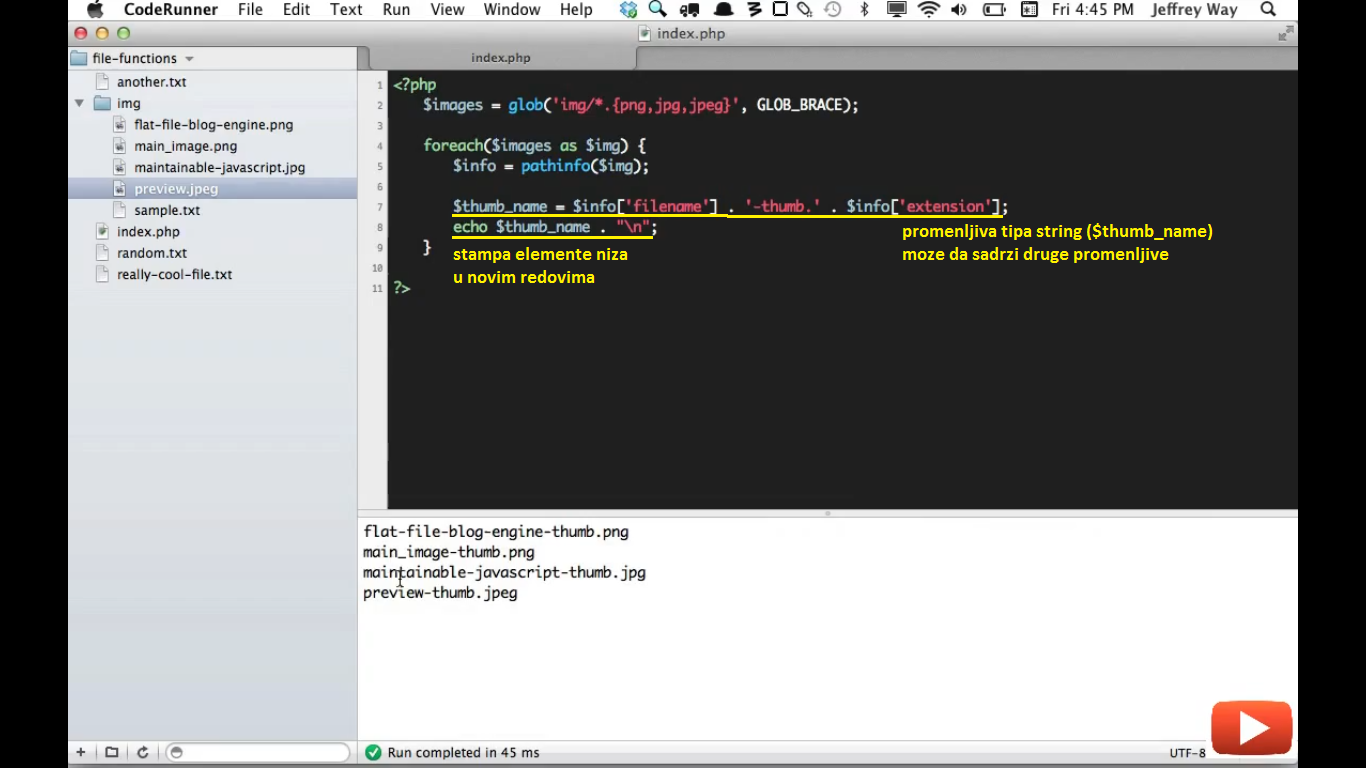 CodeRunner File Edit Text Run View Window Help Fri 4:45 PM Jeffrey Way
index.php
file-functions
another.txt
img
flat-file-blog-engine.png
main_image.png
maintainable-javascript.jpg
preview.jpeg
sample.txt
index.php
random.txt
really-cool-file.txt
index.php
1 <?php
2 $images = glob('img/*.{png,jpg,jpeg}', GLOB_BRACE);
3
4 foreach($images as $img) {
5 $info = pathinfo($img);
6
7 $thumb_name = $info['filename'] . '-thumb.' . $info['extension'];
8 echo $thumb_name . "\n";
9 }
10
11 ?>
promenljiva tipa string ($thumb_name)
moze da sadrzi druge promenljive
stampa elemente niza
u novim redovima
flat-file-blog-engine-thumb.png
main_image-thumb.png
maintainable-javascript-thumb.jpg
preview-thumb.jpeg
Run completed in 45 ms
UTF-8